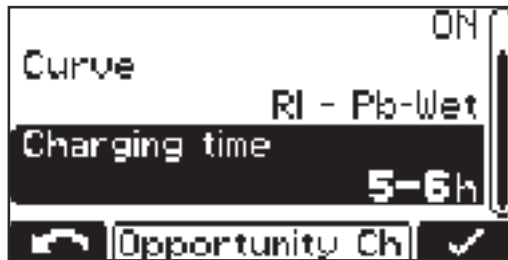 ON
Curve
RI - Pb-Wet
Charging time
5-6h
Opportunity Ch